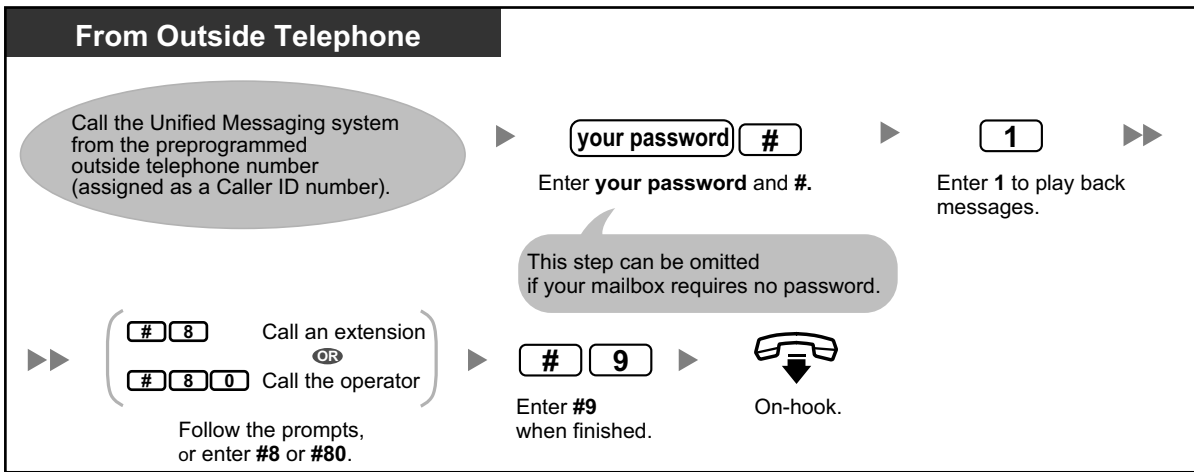 From Outside Telephone
Call the Unified Messaging system
from the preprogrammed
outside telephone number
(assigned as a Caller ID number).
your password #
Enter your password and #.
This step can be omitted
if your mailbox requires no password.
1
Enter 1 to play back
messages.
# 8 Call an extension
OR
# 8 0 Call the operator
Follow the prompts,
or enter #8 or #80.
# 9
Enter #9
when finished.
On-hook.